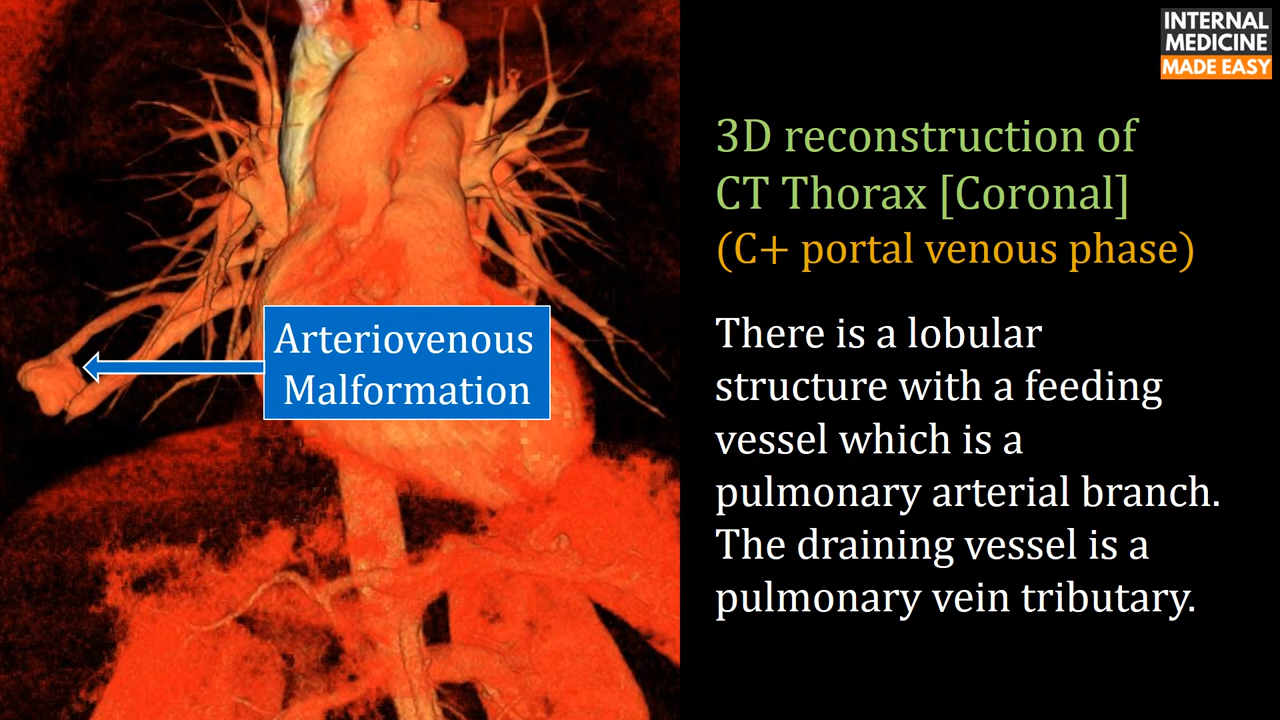 INTERNAL
MEDICINE
MADE EASY
3D reconstruction of
CT Thorax [Coronal]
(C+ portal venous phase)
There is a lobular
structure with a feeding
vessel which is a
pulmonary arterial branch.
The draining vessel is a
pulmonary vein tributary.
Arteriovenous
Malformation